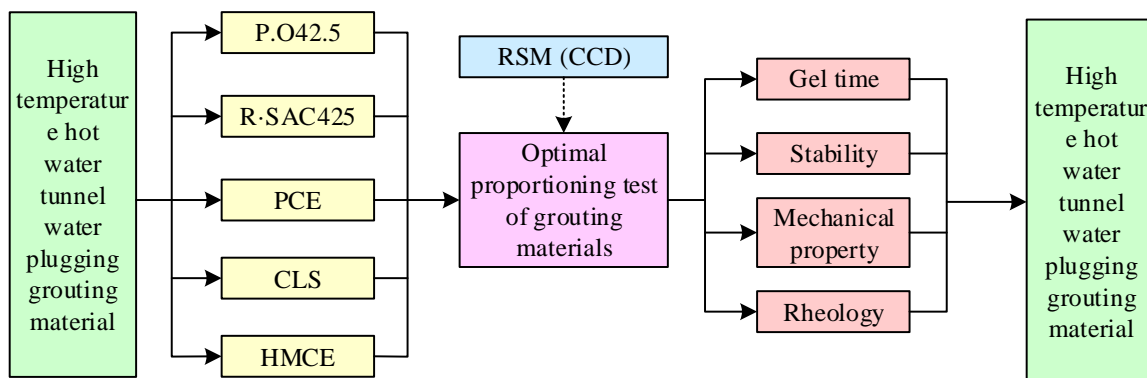 High
temperatur
e hot
water
tunnel
water
plugging
grouting
material
P.O42.5
R·SAC425
PCE
CLS
HMCE
RSM (CCD)
Optimal
proportioning test
of grouting
materials
Gel time
Stability
Mechanical
property
Rheology
High
temperatur
e hot
water
tunnel
water
plugging
grouting
material